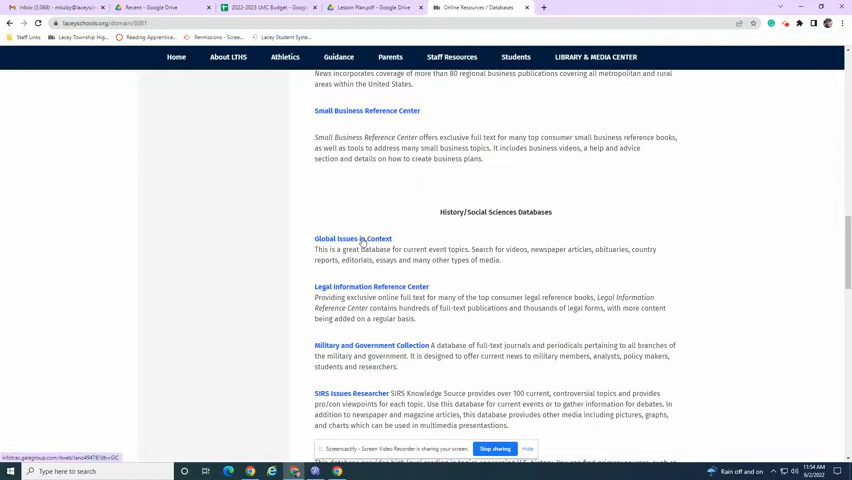 Inbox (3,068) - mkuby@laceysch
Recent - Google Drive
2022-2023 LMC Budget - Google
Lesson Plan.pdf - Google Drive
Online Resources / Databases
laceyschools.org/domain/3081
Staff Links
Lacey Township Hig...
Reading Apprentice...
Permissions - Scree...
Lacey Student Syste...
Home
About LTHS
Athletics
Guidance
Parents
Staff Resources
Students
LIBRARY & MEDIA CENTER
News incorporates coverage of more than 80 regional business publications covering all metropolitan and rural
areas within the United States.
Small Business Reference Center
Small Business Reference Center offers exclusive full text for many top consumer small business reference books,
as well as tools to address many small business topics. It includes business videos, a help and advice
section and details on how to create business plans.
History/Social Sciences Databases
Global Issues in Context
This is a great database for current event topics. Search for videos, newspaper articles, obituaries, country
reports, editorials, essays and many other types of media.
Legal Information Reference Center
Providing exclusive online full text for many of the top consumer legal reference books, Legal Information
Reference Center contains hundreds of full-text publications and thousands of legal forms, with more content
being added on a regular basis.
Military and Government Collection A database of full-text journals and periodicals pertaining to all branches of
the military and government. It is designed to offer current news to military members, analysts, policy makers,
students and researchers.
SIRS Issues Researcher SIRS Knowledge Source provides over 100 current, controversial topics and provides
pro/con viewpoints for each topic. Use this database for current events or to gather information for debates. In
addition to newspaper and magazine articles, this database proviudes other media including pictures, graphs,
and charts which can be used in multimedia presentations.
Screencastify - Screen Video Recorder is sharing your screen.
Stop sharing
Hide
infotrac.galegroup.com/itweb/lano49478?db=GIC
Type here to search
Rain off and on
11:54 AM
6/2/2022